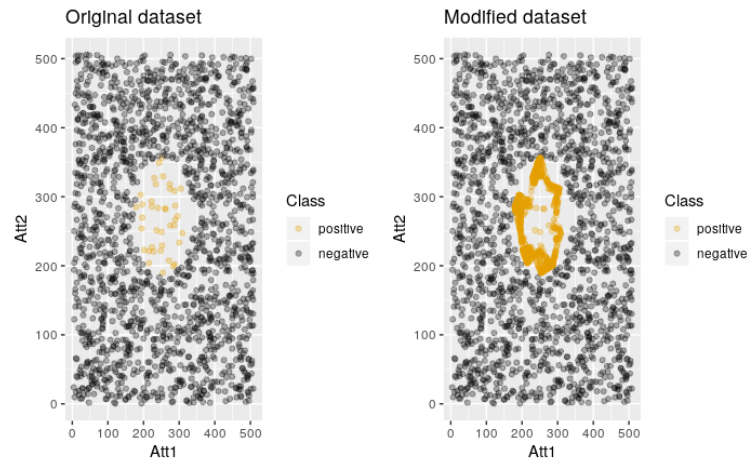 Original dataset
500
400
300
200
100
0
0 100 200 300 400 500
Att2
Att1
Class
positive
negative
Modified dataset
500
400
300
200
100
0
0 100 200 300 400 500
Att2
Att1
Class
positive
negative